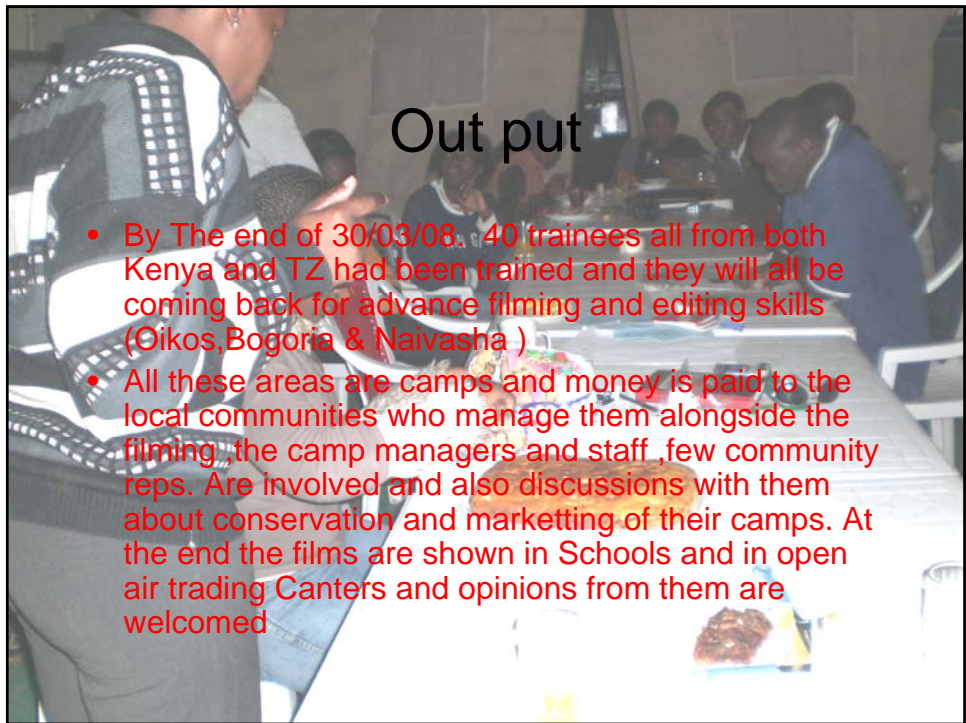 Out put
• By The end of 30/03/08.  40 trainees all from both
Kenya and TZ had been trained and they will all be
coming back for advance filming and editing skills
(Oikos,Bogoria & Naivasha )
• All these areas are camps and money is paid to the
local communities who manage them alongside the
filming ,the camp managers and staff ,few community
reps. Are involved and also discussions with them
about conservation and marketting of their camps. At
the end the films are shown in Schools and in open
air trading Canters and opinions from them are
welcomed